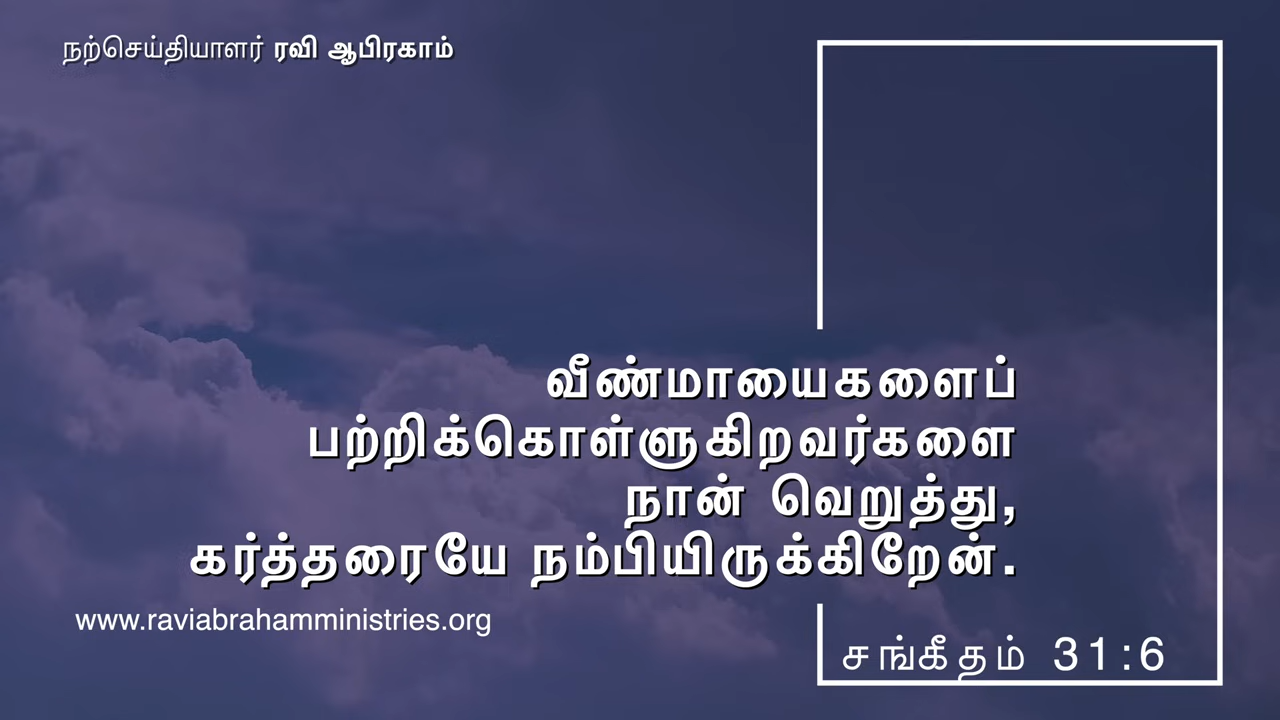 நற்செய்தியாளர் ரவி ஆபிரகாம்
வீண்மாயைகளைப்
பற்றிக்கொள்ளுகிறவர்களை
நான் வெறுத்து,
கர்த்தரையே நம்பியிருக்கிறேன்.
www.raviabrahamministries.org
சங்கீதம் 31:6